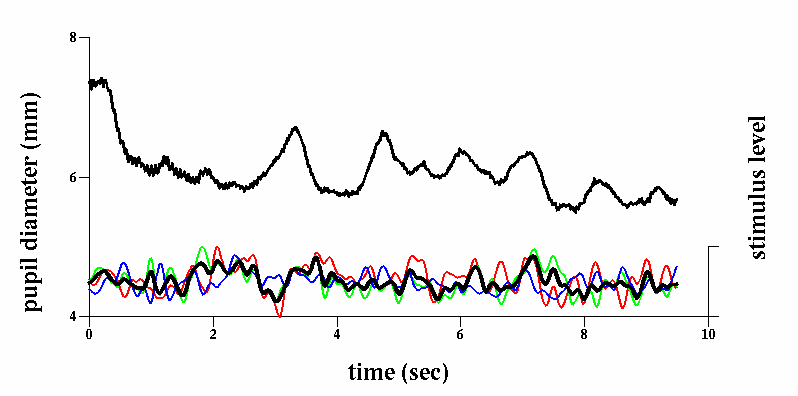 8
6
4
0 2 4 6 8 10
pupil diameter (mm)
stimulus level
time (sec)